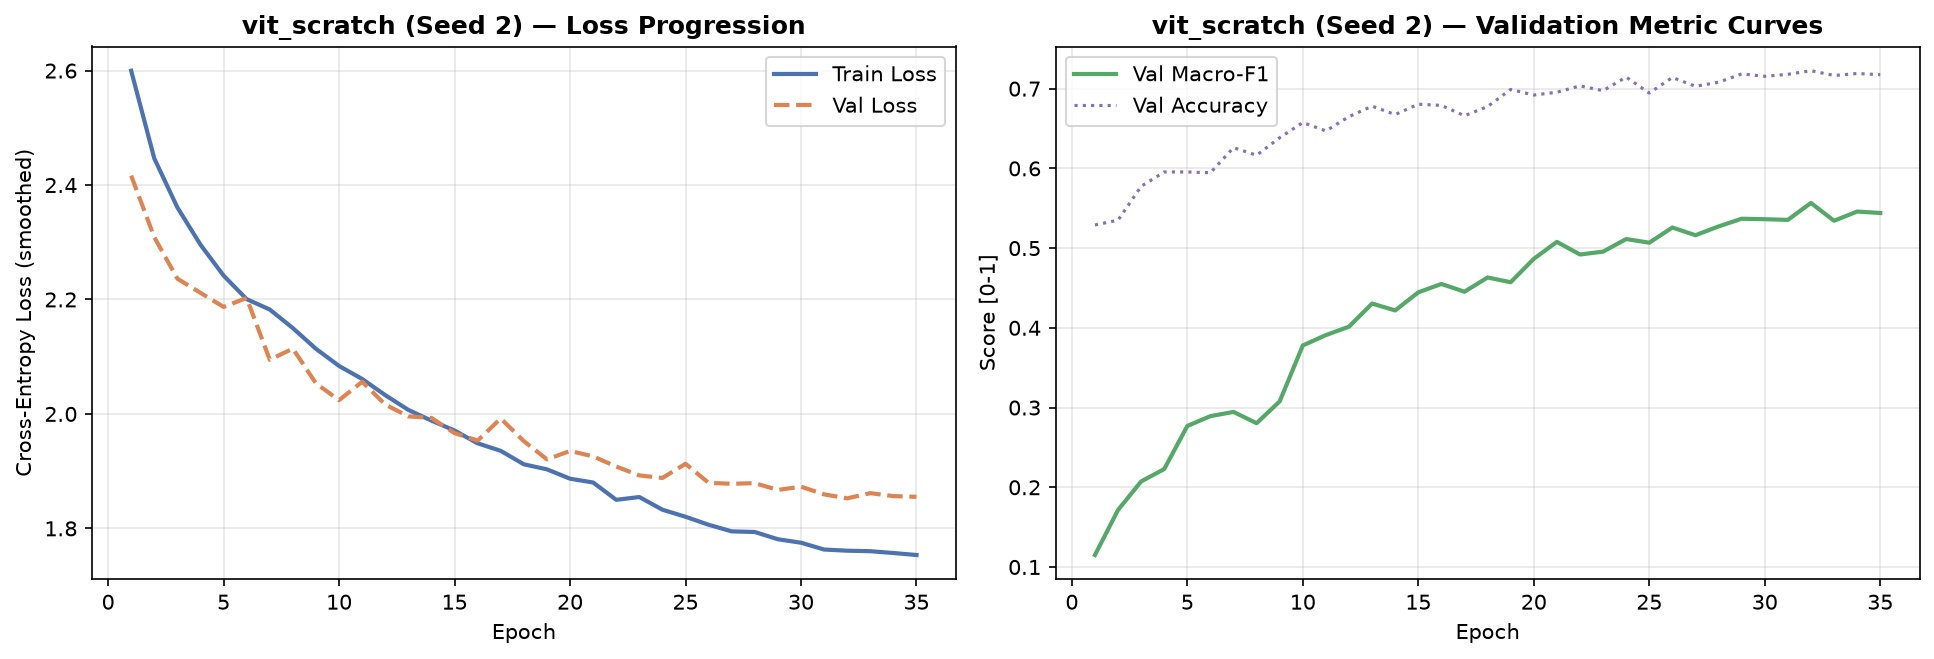 vit_scratch (Seed 2) — Loss Progression
Train Loss
Val Loss
Cross-Entropy Loss (smoothed)
2.6
2.4
2.2
2.0
1.8
0 5 10 15 20 25 30 35
Epoch
vit_scratch (Seed 2) — Validation Metric Curves
Val Macro-F1
Val Accuracy
Score [0-1]
0.7
0.6
0.5
0.4
0.3
0.2
0.1
0 5 10 15 20 25 30 35
Epoch